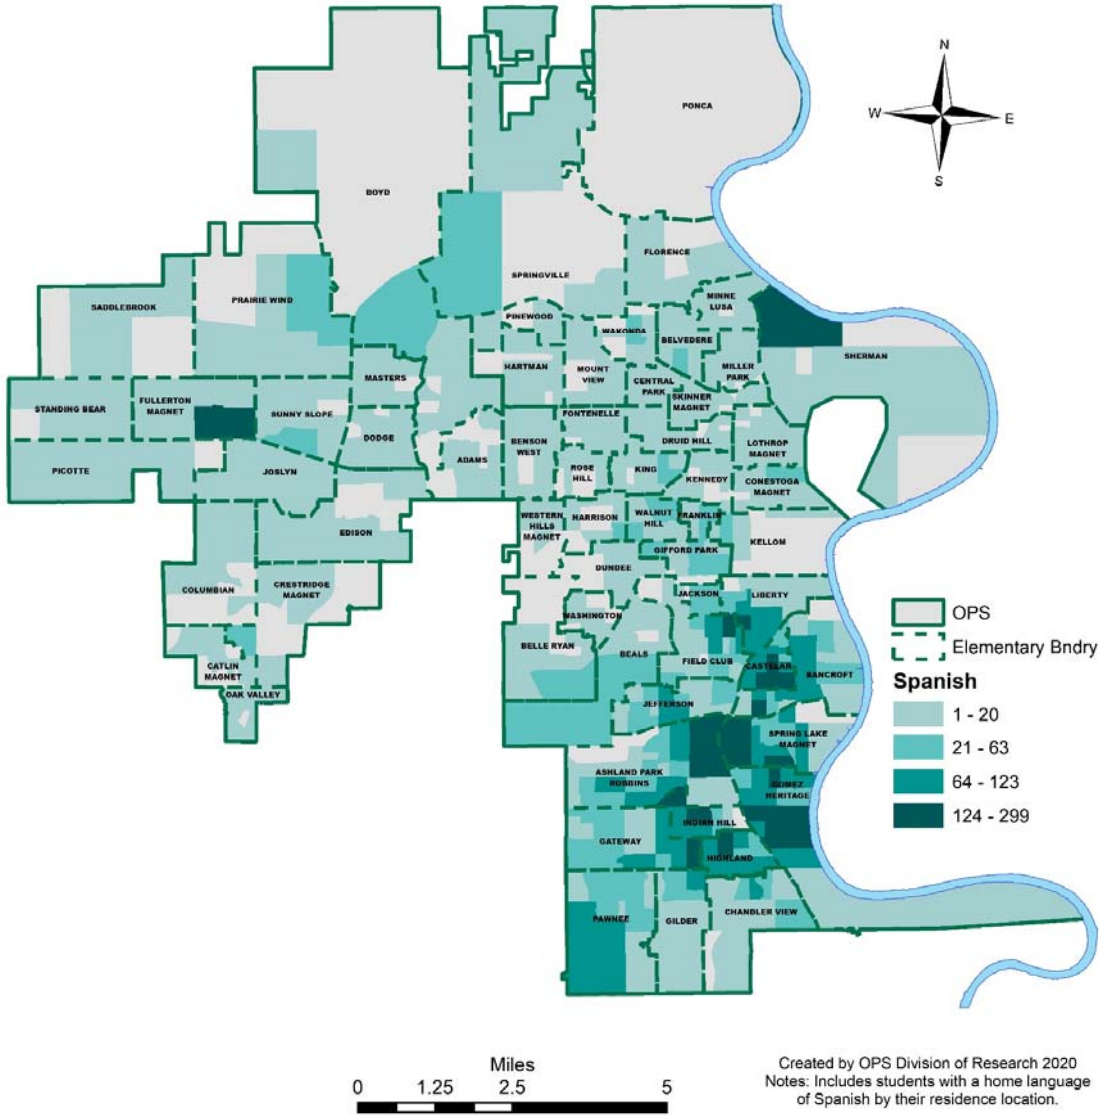 N
W
E
S
PONCA
BOYD
FLORENCE
SPRINGVILLE
SADDLEBROOK
PRAIRIE WIND
MINNE
LUSA
PINEWOOD
WAKONDA
BELVEDERE
SHERMAN
HARTMAN
MOUNT
VIEW
MILLER
PARK
MASTERS
CENTRAL
PARK
SKINNER
MAGNET
STANDING BEAR
FULLERTON
MAGNET
SUNNY SLOPE
FONTENELLE
DODGE
BENSON
WEST
DRUID HILL
LOTHROP
MAGNET
ADAMS
PICOTTE
JOSLYN
ROSE
HILL
KING
KENNEDY
CONESTOGA
MAGNET
EDISON
WESTERN
HILLS
MAGNET
HARRISON
WALNUT
HILL
FRANKLIN
KELLOM
GIFFORD PARK
DUNDEE
COLUMBIAN
CRESTRIDGE
MAGNET
JACKSON
LIBERTY
WASHINGTON
BELLE RYAN
BEALS
FIELD CLUB
CASTELAR
BANCROFT
CATLIN
MAGNET
OAK VALLEY
JEFFERSON
SPRING LAKE
MAGNET
ASHLAND PARK
ROBBINS
GOMEZ
HERITAGE
INDIAN HILL
GATEWAY
HIGHLAND
PAWNEE
GILDER
CHANDLER VIEW
OPS
Elementary Bndry
Spanish
1 - 20
21 - 63
64 - 123
124 - 299
Miles
0 1.25 2.5 5
Created by OPS Division of Research 2020
Notes: Includes students with a home language
of Spanish by their residence location.